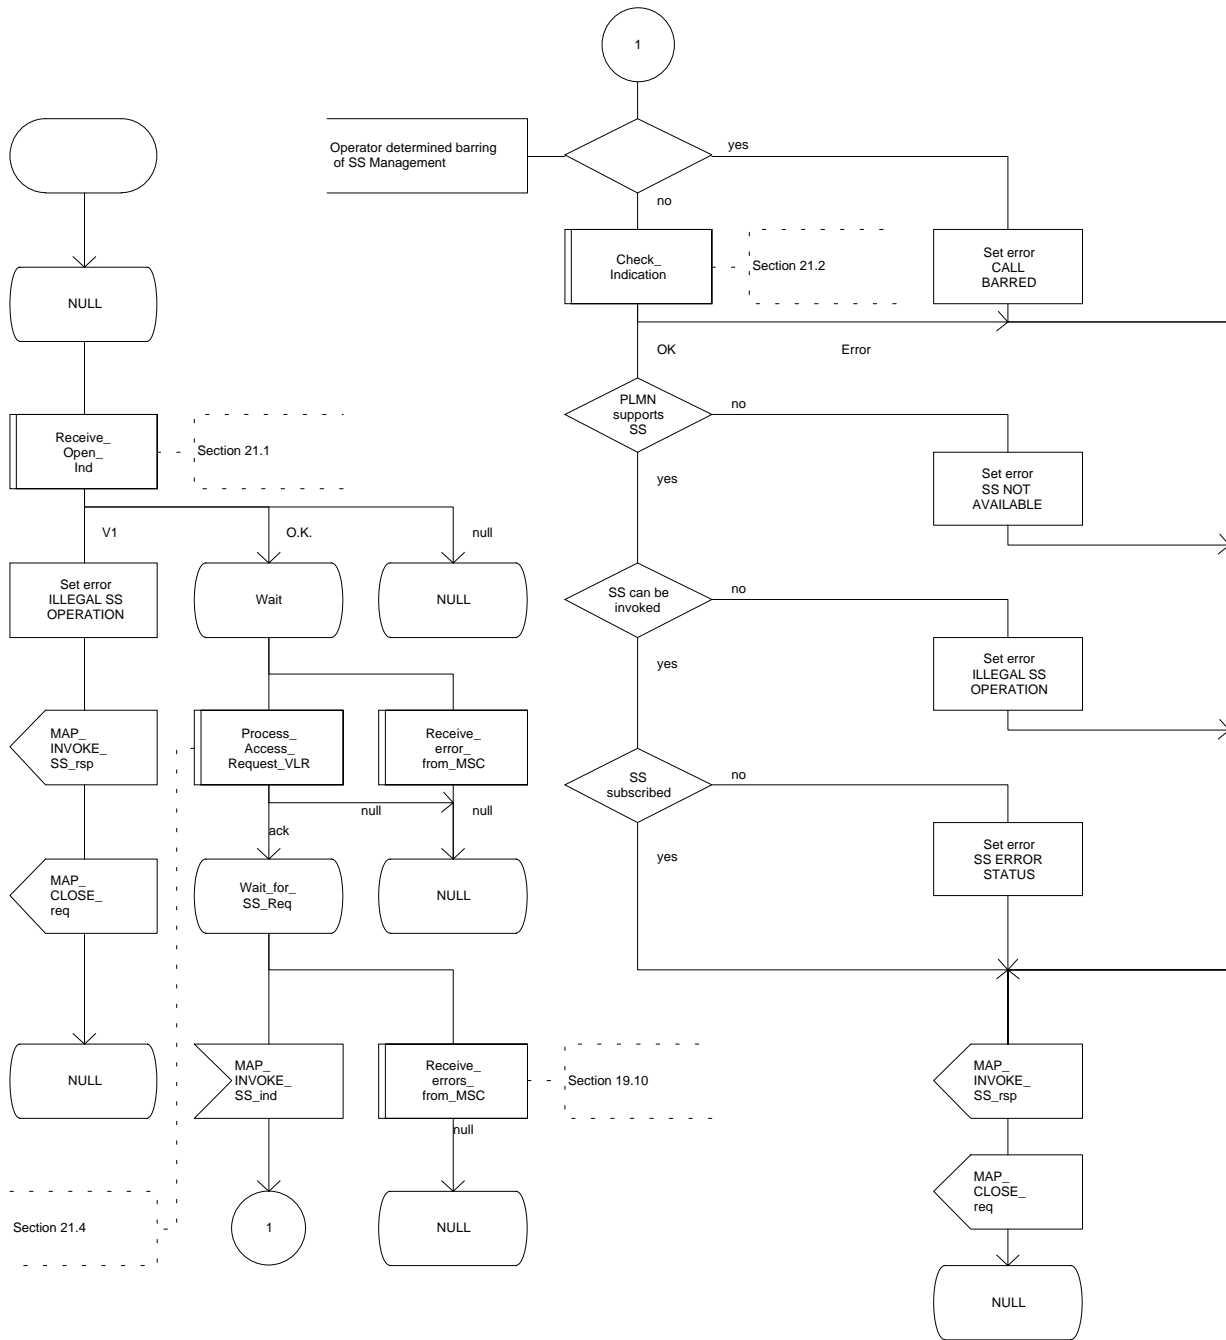 1
Operator determined barring
of SS Management
yes
no
Check_
Indication
Section 21.2
Set error
CALL
BARRED
NULL
OK
Error
PLMN
supports
SS
no
Receive_
Open_
Ind
Section 21.1
yes
Set error
SS NOT
AVAILABLE
V1
O.K.
null
Set error
ILLEGAL SS
OPERATION
Wait
NULL
SS can be
invoked
no
yes
Set error
ILLEGAL SS
OPERATION
MAP_
INVOKE_
SS_rsp
Process_
Access_
Request_VLR
Receive_
error_
from_MSC
SS
subscribed
no
null
null
ack
yes
Set error
SS ERROR
STATUS
MAP_
CLOSE_
req
Wait_for_
SS_Req
NULL
NULL
MAP_
INVOKE_
SS_ind
Receive_
errors_
from_MSC
Section 19.10
MAP_
INVOKE_
SS_rsp
null
Section 21.4
1
NULL
MAP_
CLOSE_
req
NULL